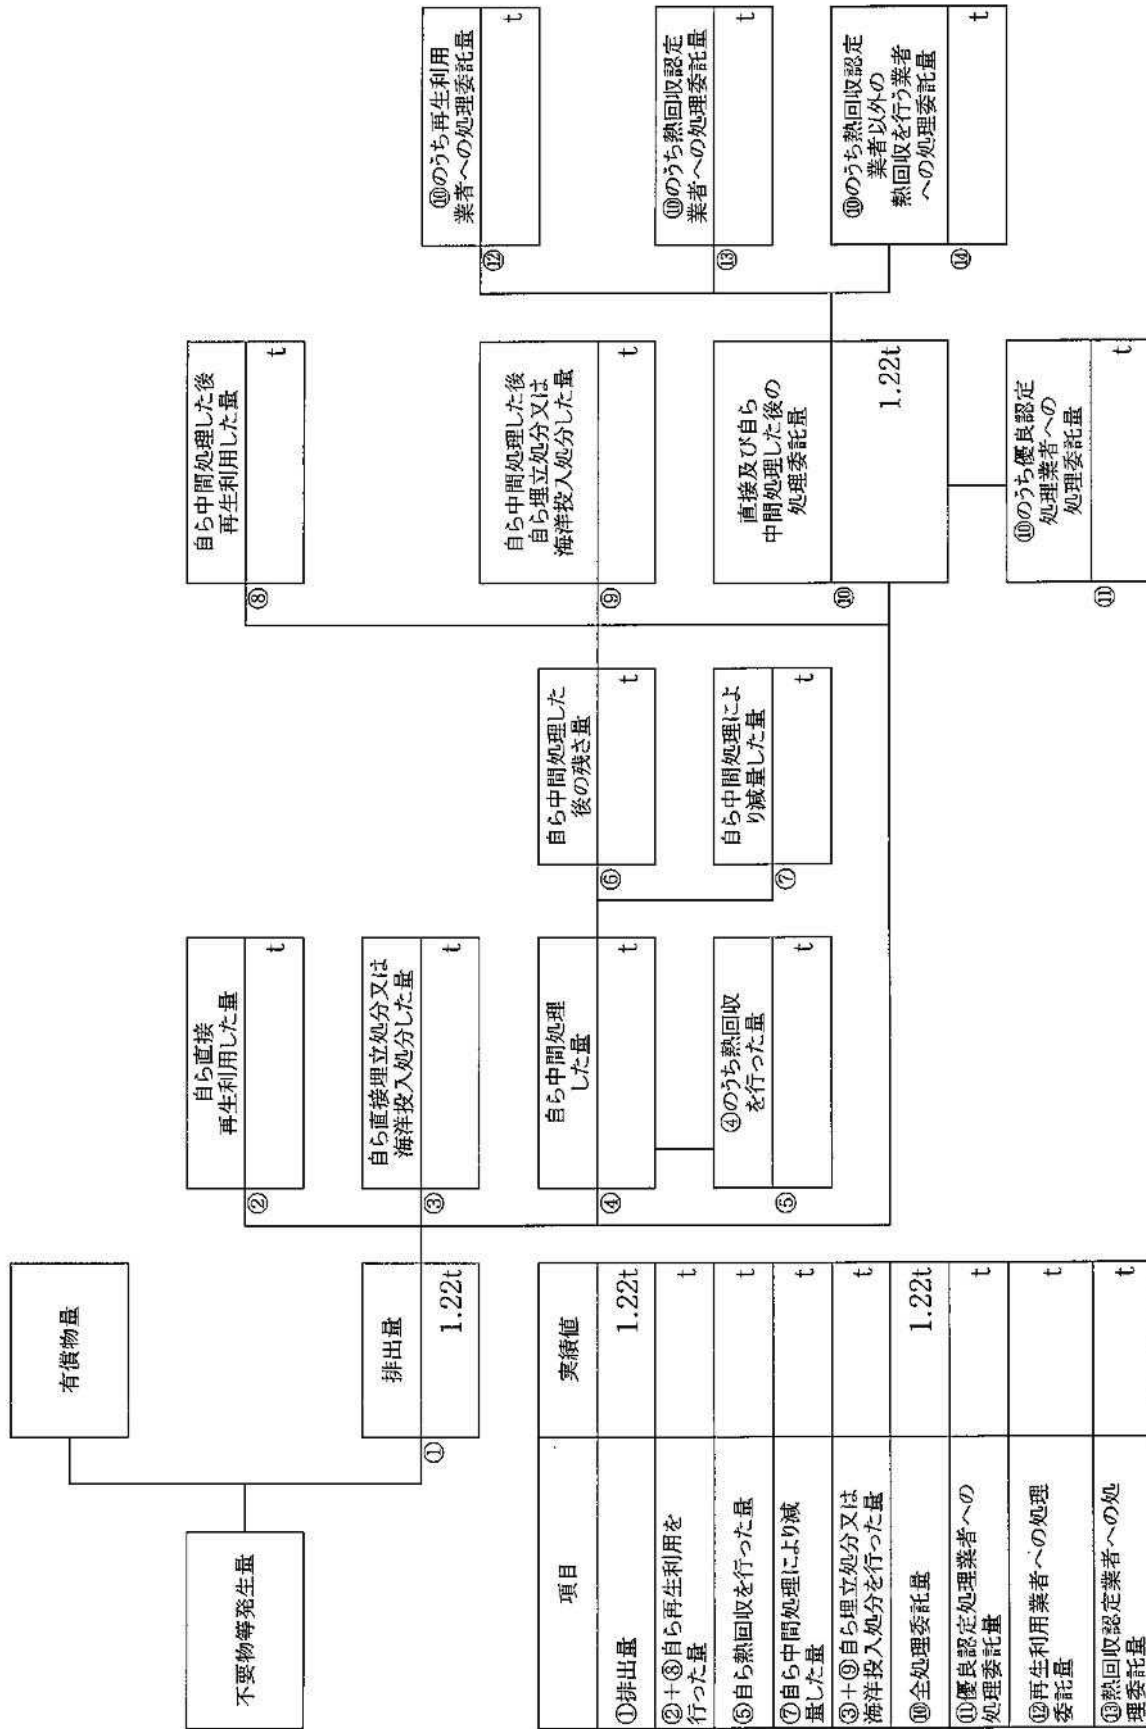 不要物等発生量
有償物量
排出量
①
1.22t
自ら直接
再生利用した量
②
t
自ら直接埋立処分又は
海洋投入処分した量
③
t
自ら中間処理
した量
④
t
④のうち熱回収
を行った量
⑤
t
自ら中間処理した
後の残さ量
⑥
t
自ら中間処理によ
り減量した量
⑦
t
自ら中間処理した後
再生利用した量
⑧
t
自ら中間処理した後
自ら埋立処分又は
海洋投入処分した量
⑨
t
直接及び自ら
中間処理した後の
処理委託量
⑩
1.22t
⑩のうち優良認定
処理業者への
処理委託量
⑪
t
⑩のうち再生利用
業者への処理委託量
⑫
t
⑩のうち熱回収認定
業者への処理委託量
⑬
t
⑩のうち熱回収認定
業者以外の
熱回収を行う業者
への処理委託量
⑭
t
項目 実績値
①排出量 1.22t
②+⑧自ら再生利用を
行った量 t
⑤自ら熱回収を行った量 t
⑦自ら中間処理により減
量した量 t
③+⑨自ら埋立処分又は
海洋投入処分を行った量 t
⑩全処理委託量 1.22t
⑪優良認定処理業者への
処理委託量 t
⑫再生利用業者への処理
委託量 t
⑬熱回収認定業者への処
理委託量 t